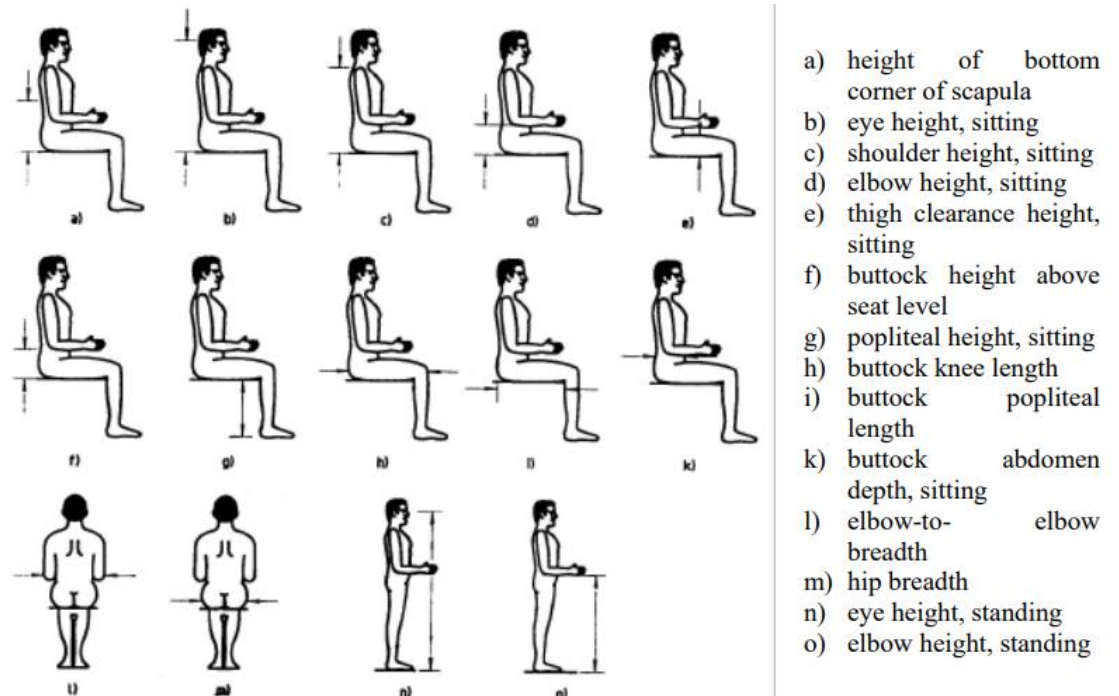 a)
b)
c)
d)
e)
f)
g)
h)
i)
k)
l)
m)
n)
o)
a) height of bottom
corner of scapula
b) eye height, sitting
c) shoulder height, sitting
d) elbow height, sitting
e) thigh clearance height,
sitting
f) buttock height above
seat level
g) popliteal height, sitting
h) buttock knee length
i) buttock popliteal
length
k) buttock abdomen
depth, sitting
l) elbow-to- elbow
breadth
m) hip breadth
n) eye height, standing
o) elbow height, standing